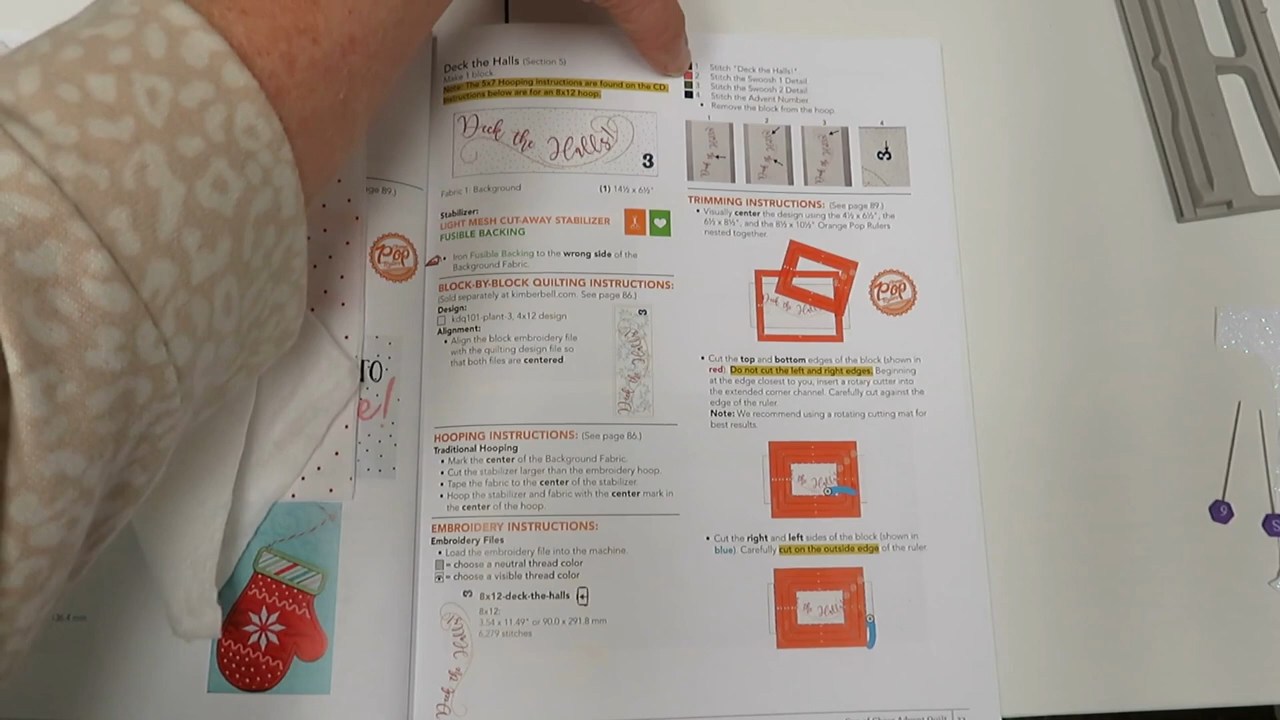 Deck the Halls (Section 5)
Make 1 block.
Note: The 5x7 Hooping Instructions are found on the CD.
Instructions below are for an 8x12 hoop.
Deck the Halls!
3
Fabric 1: Background (1) 14½ x 6½"
Stabilizer:
LIGHT MESH CUT-AWAY STABILIZER
FUSIBLE BACKING
• Iron Fusible Backing to the wrong side of the
Background Fabric.
BLOCK-BY-BLOCK QUILTING INSTRUCTIONS:
(Sold separately at kimberbell.com. See page 86.)
Design:
kdq101-plant-3, 4x12 design
Alignment:
• Align the block embroidery file
with the quilting design file so
that both files are centered.
Deck the Halls!
3
HOOPING INSTRUCTIONS: (See page 86.)
Traditional Hooping
• Mark the center of the Background Fabric.
• Cut the stabilizer larger than the embroidery hoop.
• Tape the fabric to the center of the stabilizer.
• Hoop the stabilizer and fabric with the center mark in
the center of the hoop.
EMBROIDERY INSTRUCTIONS:
Embroidery Files
• Load the embroidery file into the machine.
= choose a neutral thread color
= choose a visible thread color
3
8x12-deck-the-halls
8x12:
3.54 x 11.49" or 90.0 x 291.8 mm
6,279 stitches
Deck the Halls
1 Stitch "Deck the Halls!"
2 Stitch the Swoosh 1 Detail
3 Stitch the Swoosh 2 Detail
4 Stitch the Advent Number
• Remove the block from the hoop.
1 2 3 4
3
TRIMMING INSTRUCTIONS: (See page 89.)
• Visually center the design using the 4½ x 6½", the
6½ x 8½", and the 8½ x 10½" Orange Pop Rulers
nested together.
Pop
• Cut the top and bottom edges of the block (shown in
red). Do not cut the left and right edges. Beginning
at the edge closest to you, insert a rotary cutter into
the extended corner channel. Carefully cut against the
edge of the ruler.
Note: We recommend using a rotating cutting mat for
best results.
• Cut the right and left sides of the block (shown in
blue). Carefully cut on the outside edge of the ruler
page 89.)
Pop
TO
9